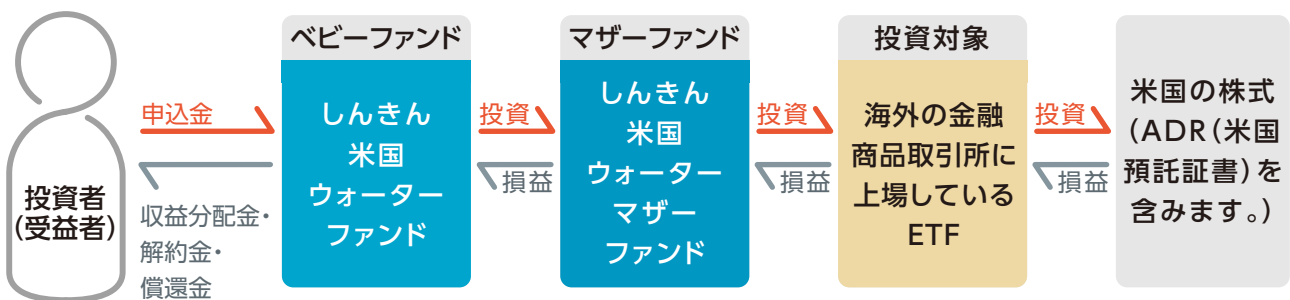 投資者
(受益者)
申込金
収益分配金・
解約金・
償還金
ベビーファンド
しんきん
米国
ウォーター
ファンド
投資
損益
マザーファンド
しんきん
米国
ウォーター
マザー
ファンド
投資
損益
投資対象
海外の金融
商品取引所に
上場している
ETF
投資
損益
米国の株式
(ADR(米国
預託証書)を
含みます。)